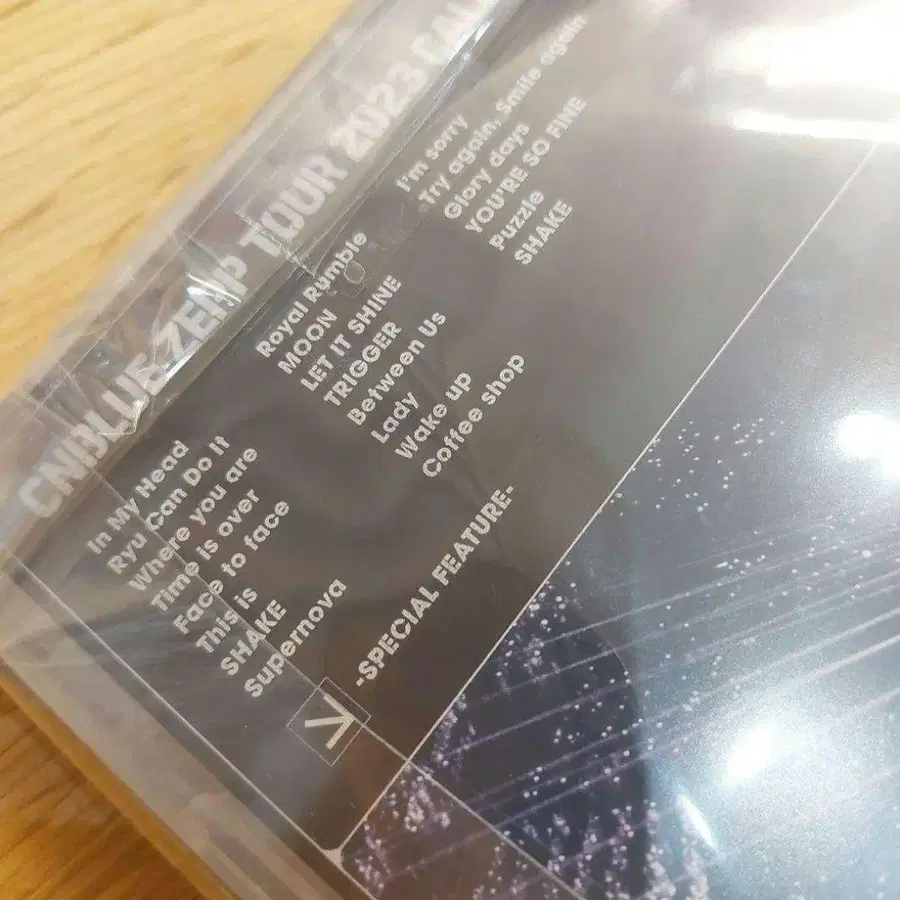 CNBLUE ZEPP TOUR 2023 CAL
In My Head
Ryu Can Do It
Where you are
Time is over
Face to face
This is
SHAKE
Supernova
Royal Rumble
MOON
LET IT SHINE
TRIGGER
Between Us
Lady
Wake up
Coffee shop
I'm sorry
Try again, Smile again
Glory days
YOU'RE SO FINE
Puzzle
SHAKE
-SPECIAL FEATURE-